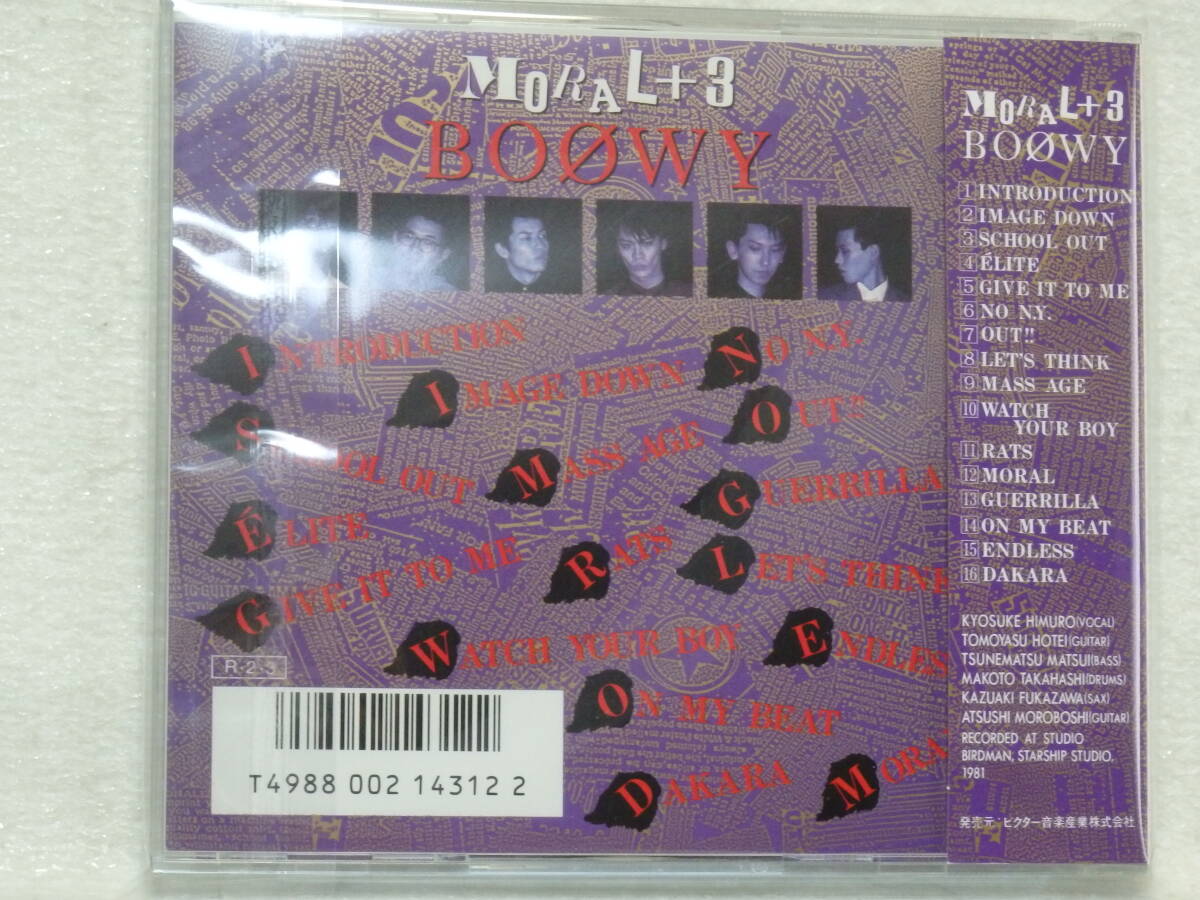 MORAL+3
BOØWY
INTRODUCTION
IMAGE DOWN
NO N.Y.
SCHOOL OUT
MASS AGE
OUT!!
ÉLITE
GUERRILLA
GIVE IT TO ME
RATS
LET'S THINK
WATCH YOUR BOY
ENDLES
ON MY BEAT
DAKARA
MORA
R-2-3
T4988 002 14312 2
MORAL+3
BOØWY
1 INTRODUCTION
2 IMAGE DOWN
3 SCHOOL OUT
4 ÉLITE
5 GIVE IT TO ME
6 NO N.Y.
7 OUT!!
8 LET'S THINK
9 MASS AGE
10 WATCH
YOUR BOY
11 RATS
12 MORAL
13 GUERRILLA
14 ON MY BEAT
15 ENDLESS
16 DAKARA
KYOSUKE HIMURO(VOCAL)
TOMOYASU HOTEI(GUITAR)
TSUNEMATSU MATSUI(BASS)
MAKOTO TAKAHASHI(DRUMS)
KAZUAKI FUKAZAWA(SAX)
ATSUSHI MOROBOSHI(GUITAR)
RECORDED AT STUDIO
BIRDMAN, STARSHIP STUDIO,
1981
発売元：ビクター音楽産業株式会社